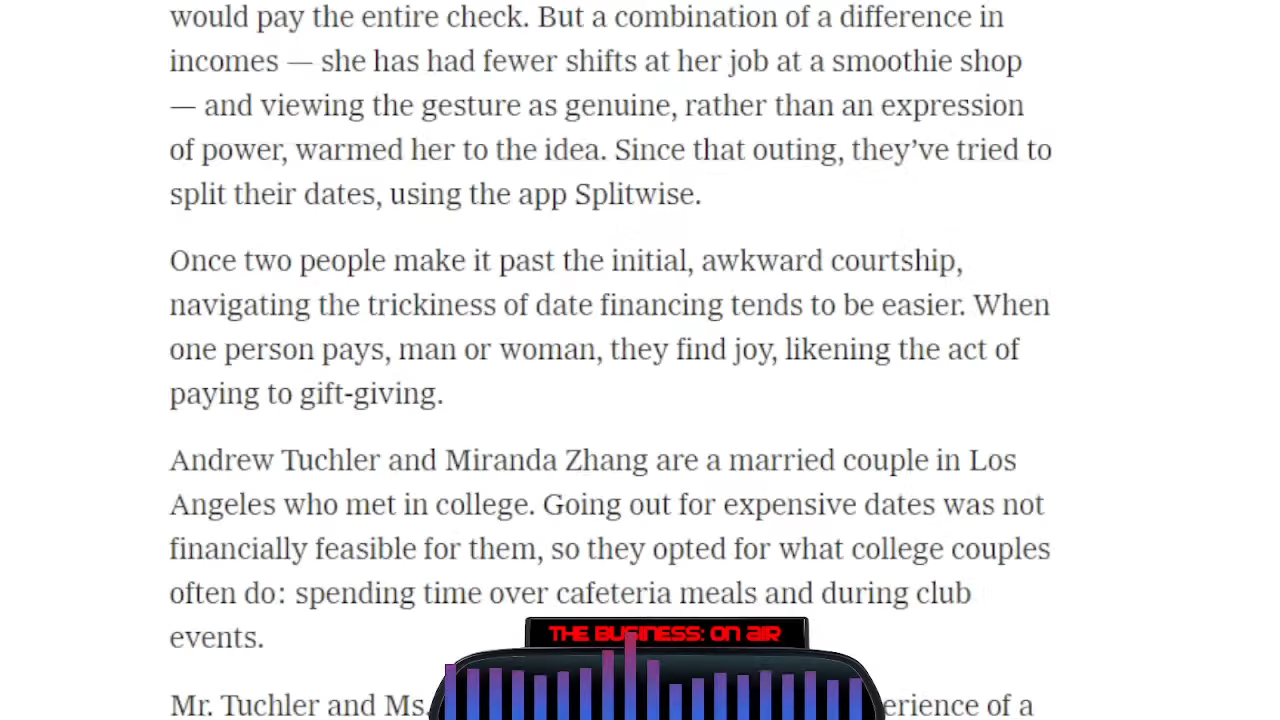 would pay the entire check. But a combination of a difference in
incomes — she has had fewer shifts at her job at a smoothie shop
— and viewing the gesture as genuine, rather than an expression
of power, warmed her to the idea. Since that outing, they’ve tried to
split their dates, using the app Splitwise.
Once two people make it past the initial, awkward courtship,
navigating the trickiness of date financing tends to be easier. When
one person pays, man or woman, they find joy, likening the act of
paying to gift-giving.
Andrew Tuchler and Miranda Zhang are a married couple in Los
Angeles who met in college. Going out for expensive dates was not
financially feasible for them, so they opted for what college couples
often do: spending time over cafeteria meals and during club
events.
THE BUSINESS: ON AIR
Mr. Tuchler and Ms. erience of a